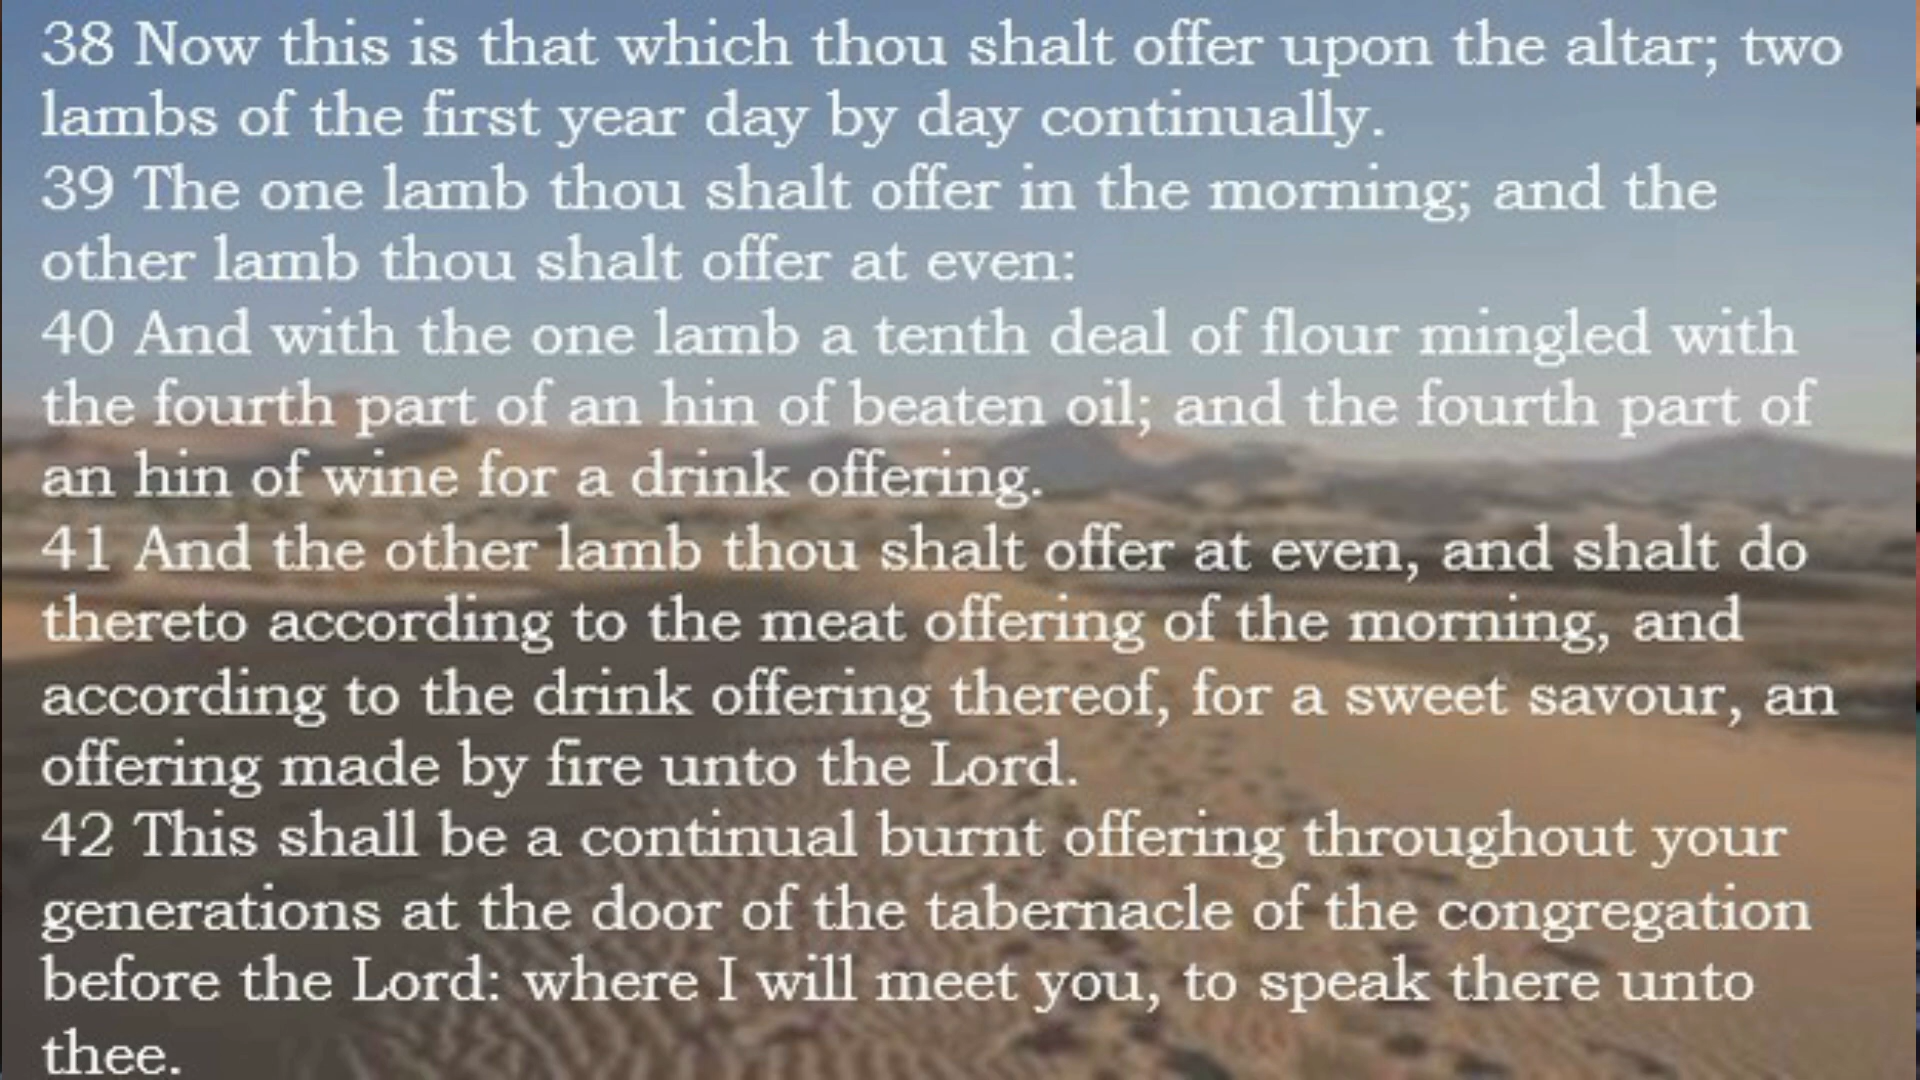 38 Now this is that which thou shalt offer upon the altar; two
lambs of the first year day by day continually.
39 The one lamb thou shalt offer in the morning; and the
other lamb thou shalt offer at even:
40 And with the one lamb a tenth deal of flour mingled with
the fourth part of an hin of beaten oil; and the fourth part of
an hin of wine for a drink offering.
41 And the other lamb thou shalt offer at even, and shalt do
thereto according to the meat offering of the morning, and
according to the drink offering thereof, for a sweet savour, an
offering made by fire unto the Lord.
42 This shall be a continual burnt offering throughout your
generations at the door of the tabernacle of the congregation
before the Lord: where I will meet you, to speak there unto
thee.